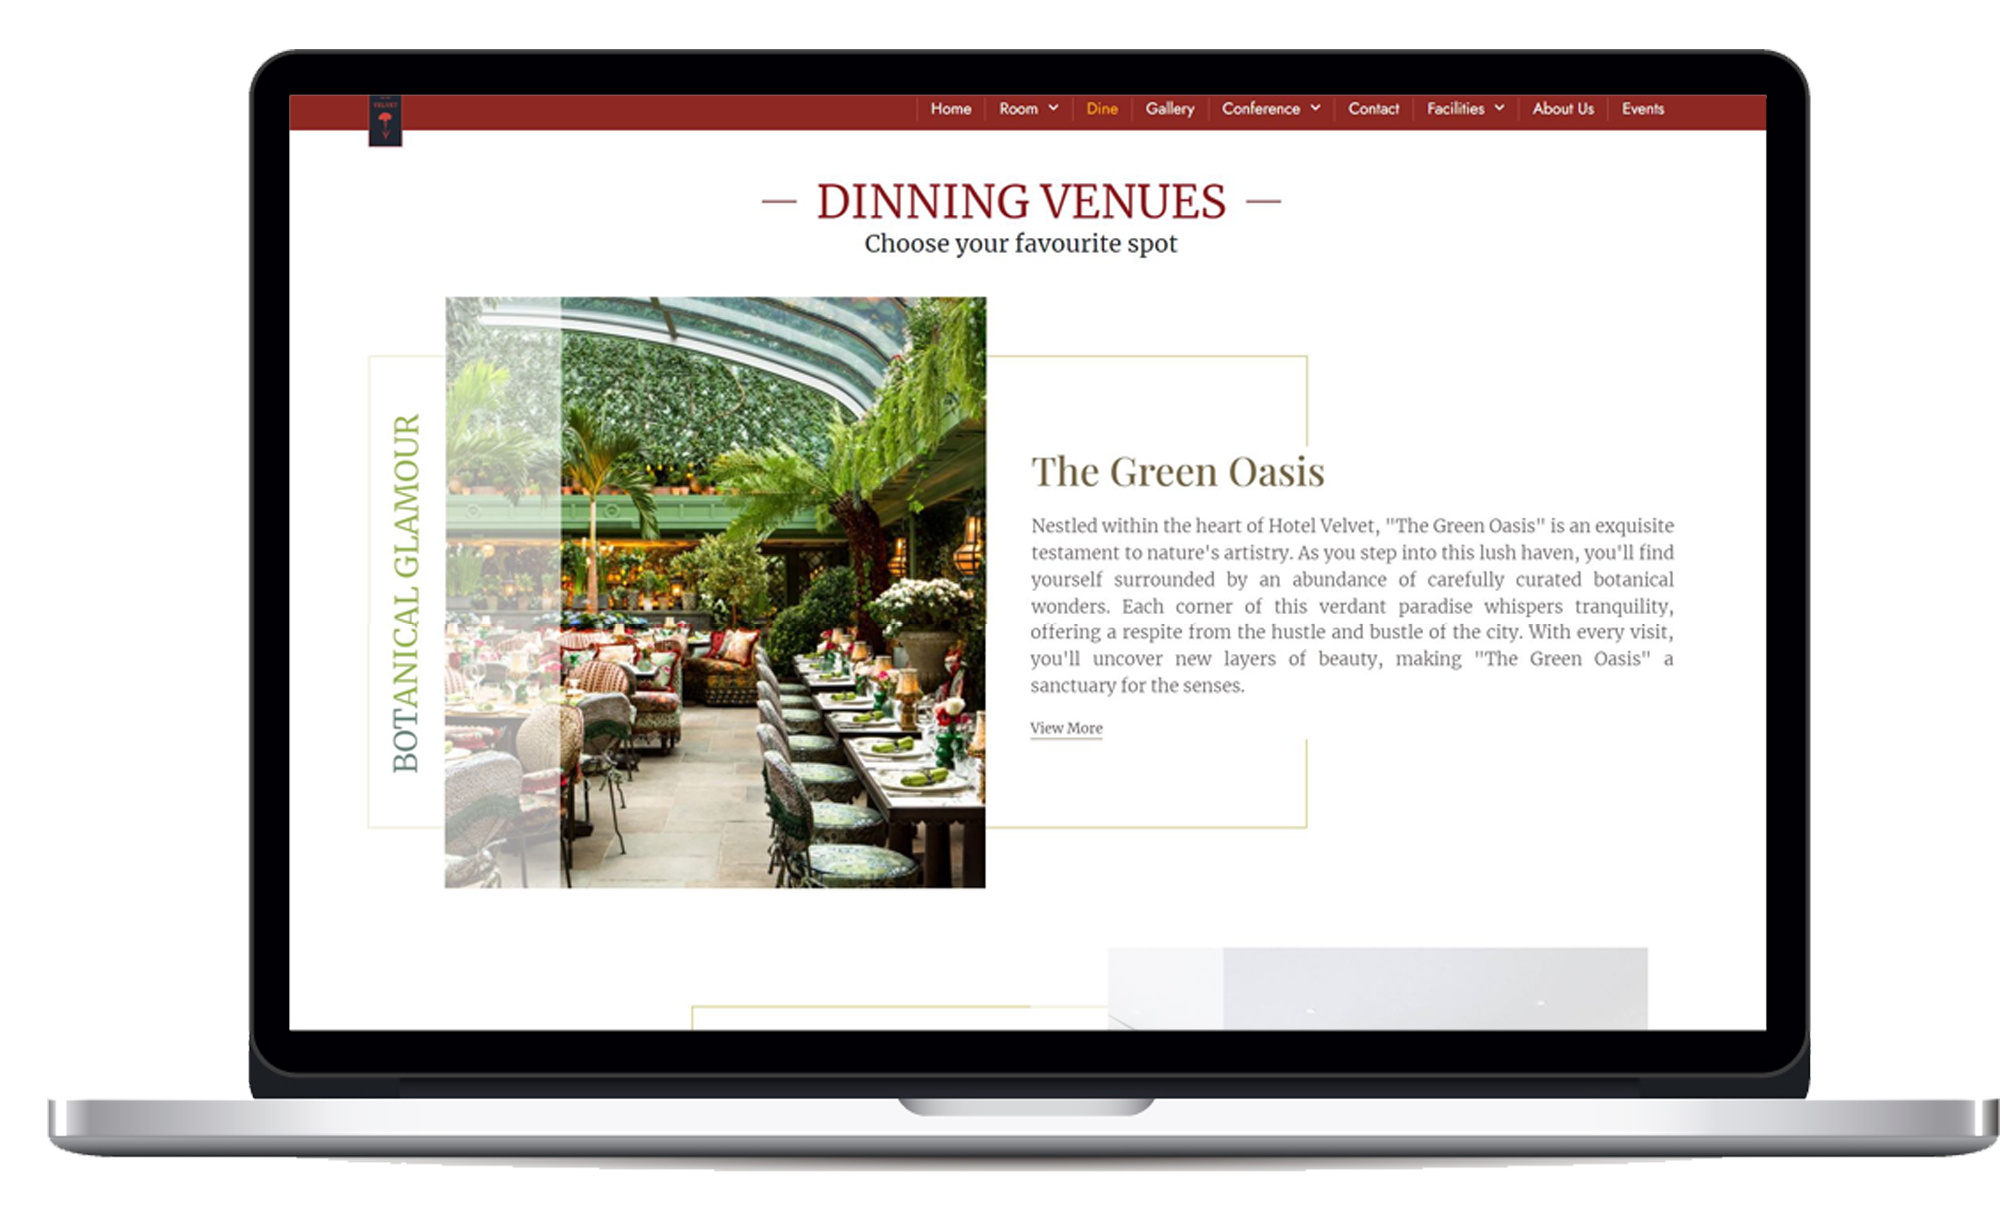 VELVET
Home Room Dine Gallery Conference Contact Facilities About Us Events
DINNING VENUES
Choose your favourite spot
BOTANICAL GLAMOUR
The Green Oasis
Nestled within the heart of Hotel Velvet, "The Green Oasis" is an exquisite
testament to nature's artistry. As you step into this lush haven, you'll find
yourself surrounded by an abundance of carefully curated botanical
wonders. Each corner of this verdant paradise whispers tranquility,
offering a respite from the hustle and bustle of the city. With every visit,
you'll uncover new layers of beauty, making "The Green Oasis" a
sanctuary for the senses.
View More